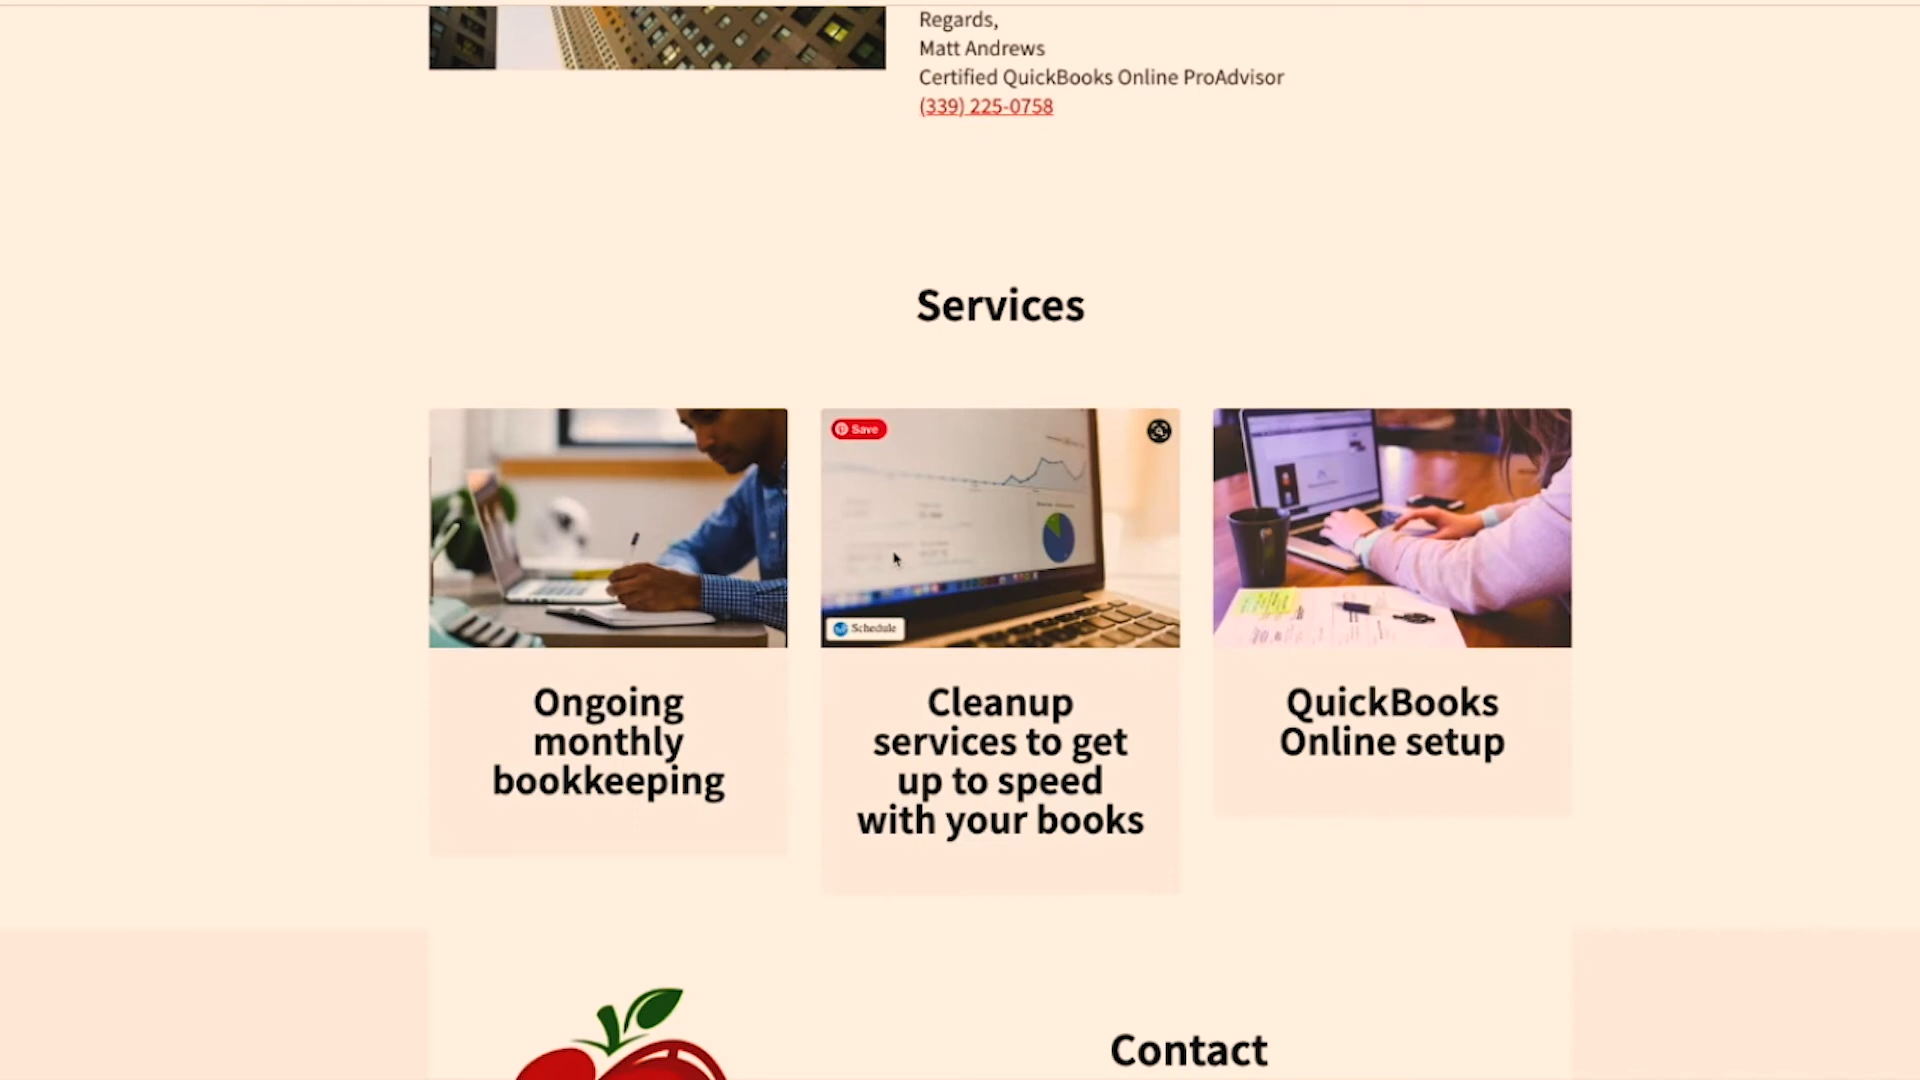 Regards,
Matt Andrews
Certified QuickBooks Online ProAdvisor
(339) 225-0758
Services
Save
Schedule
Ongoing
monthly
bookkeeping
Cleanup
services to get
up to speed
with your books
QuickBooks
Online setup
Contact